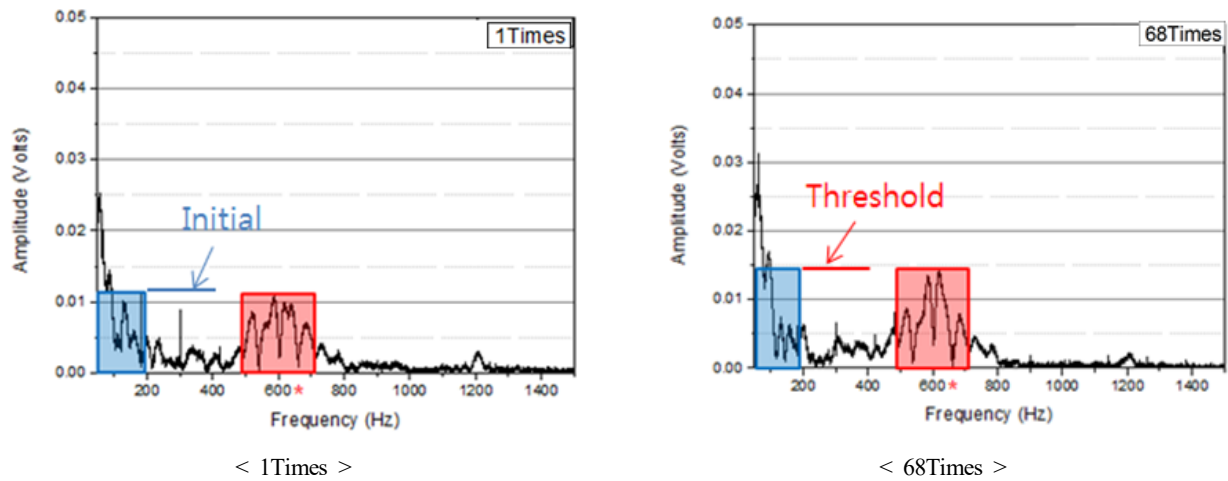 1Times
0.05
0.04
0.03
0.02
0.01
0.00
Amplitude (Volts)
Initial
200 400 600 * 800 1000 1200 1400
Frequency (Hz)
< 1Times >
68Times
0.05
0.04
0.03
0.02
0.01
0.00
Amplitude (Volts)
Threshold
200 400 600 * 800 1000 1200 1400
Frequency (Hz)
< 68Times >